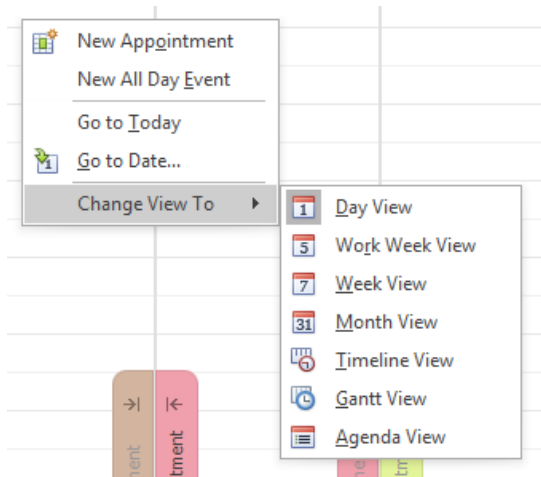 New Appointment
New All Day Event
Go to Today
Go to Date...
Change View To
1 Day View
5 Work Week View
7 Week View
31 Month View
Timeline View
Gantt View
Agenda View
ment
tment